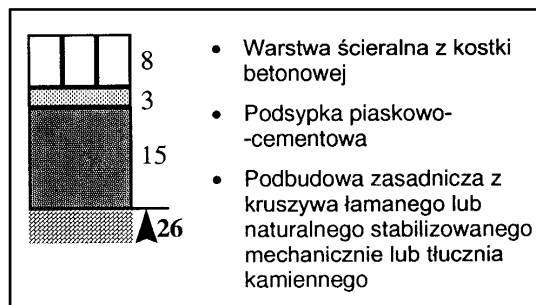 8
3
15
26
• Warstwa ścieralna z kostki
betonowej
• Podsypka piaskowo-
-cementowa
• Podbudowa zasadnicza z
kruszywa łamanego lub
naturalnego stabilizowanego
mechanicznie lub tłucznia
kamiennego